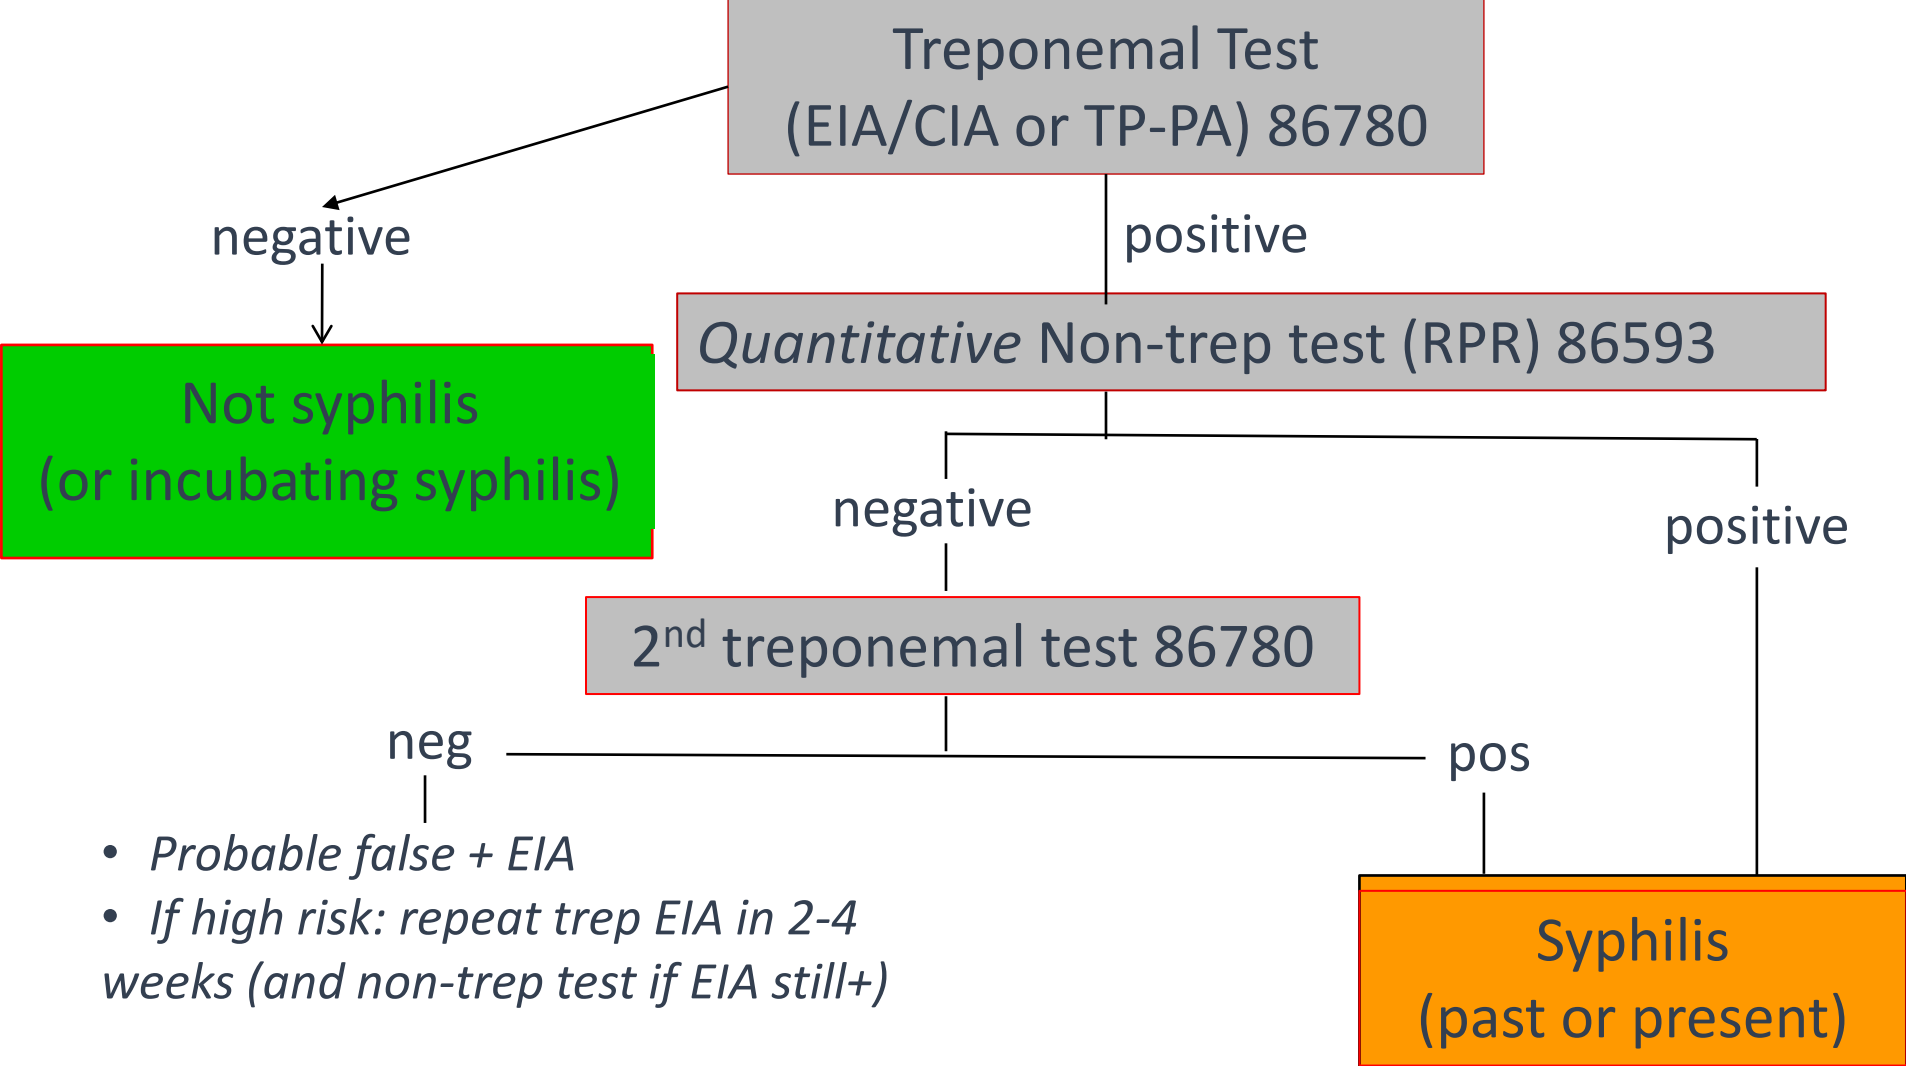 Treponemal Test
(EIA/CIA or TP-PA) 86780
negative
positive
Quantitative Non-trep test (RPR) 86593
Not syphilis
(or incubating syphilis)
negative
positive
2nd treponemal test 86780
neg
pos
• Probable false + EIA
• If high risk: repeat trep EIA in 2-4
weeks (and non-trep test if EIA still+)
Syphilis
(past or present)